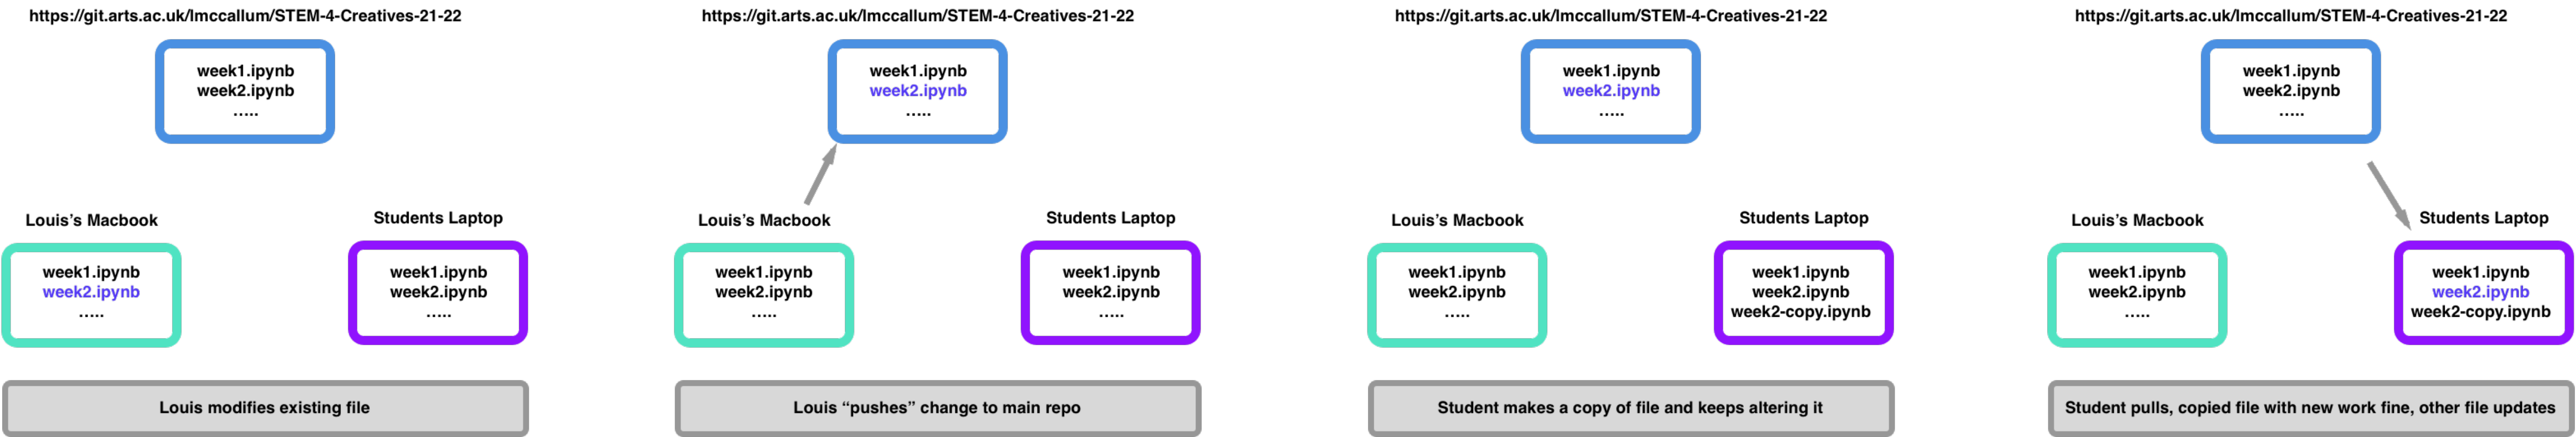 https://git.arts.ac.uk/lmccallum/STEM-4-Creatives-21-22
week1.ipynb
week2.ipynb
.....
Louis’s Macbook
Students Laptop
week1.ipynb
week2.ipynb
.....
week1.ipynb
week2.ipynb
.....
Louis modifies existing file
https://git.arts.ac.uk/lmccallum/STEM-4-Creatives-21-22
week1.ipynb
week2.ipynb
.....
Louis’s Macbook
Students Laptop
week1.ipynb
week2.ipynb
.....
week1.ipynb
week2.ipynb
.....
Louis “pushes” change to main repo
https://git.arts.ac.uk/lmccallum/STEM-4-Creatives-21-22
week1.ipynb
week2.ipynb
.....
Louis’s Macbook
Students Laptop
week1.ipynb
week2.ipynb
.....
week1.ipynb
week2.ipynb
week2-copy.ipynb
Student makes a copy of file and keeps altering it
https://git.arts.ac.uk/lmccallum/STEM-4-Creatives-21-22
week1.ipynb
week2.ipynb
.....
Louis’s Macbook
Students Laptop
week1.ipynb
week2.ipynb
.....
week1.ipynb
week2.ipynb
week2-copy.ipynb
Student pulls, copied file with new work fine, other file updates